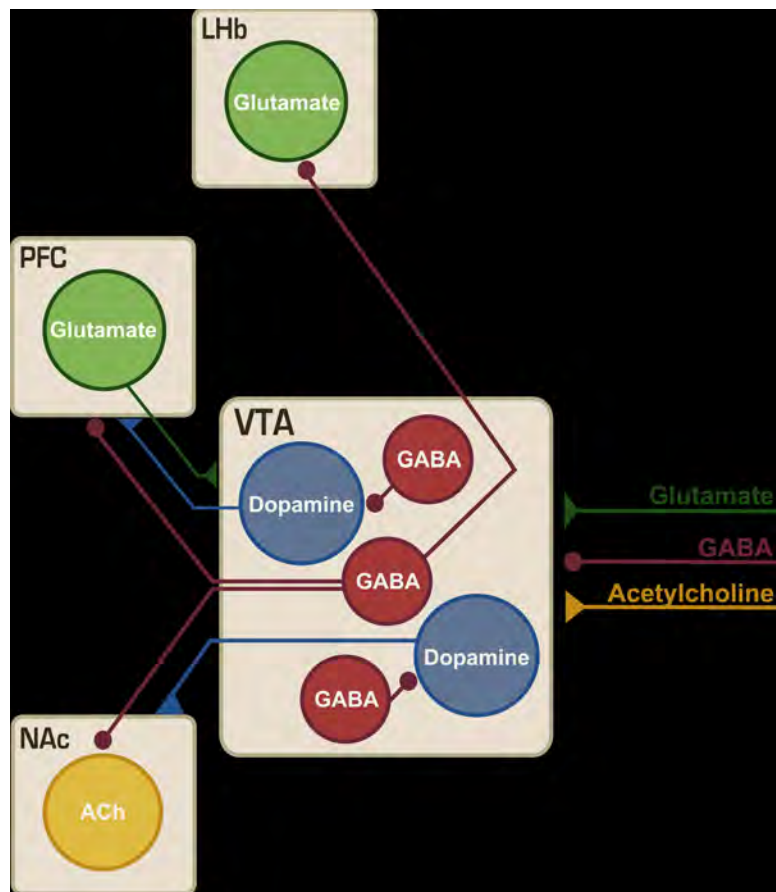 LHb
Glutamate
PFC
Glutamate
VTA
GABA
Dopamine
Glutamate
GABA
GABA
Acetylcholine
Dopamine
GABA
NAc
ACh